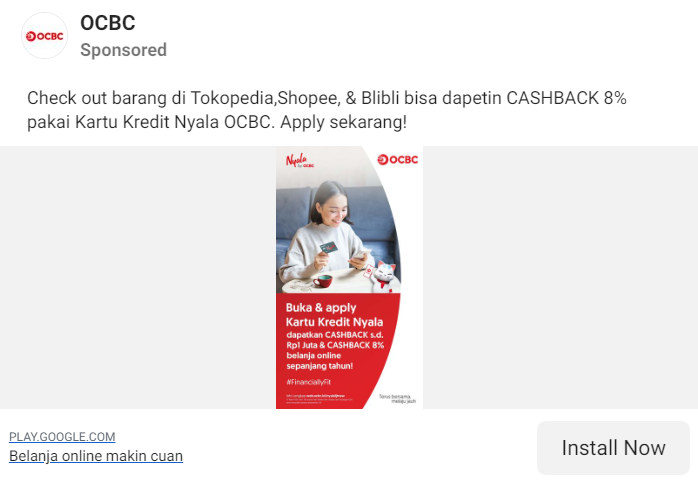 OCBC
OCBC
Sponsored
Check out barang di Tokopedia,Shopee, & Blibli bisa dapetin CASHBACK 8%
pakai Kartu Kredit Nyala OCBC. Apply sekarang!
Nyala
by OCBC
OCBC
Buka & apply
Kartu Kredit Nyala
dapatkan CASHBACK s.d.
Rp1 Juta & CASHBACK 8%
belanja online
sepanjang tahun!
#FinanciallyFit
Terus bersama,
melaju jauh
PLAY.GOOGLE.COM
Belanja online makin cuan
Install Now